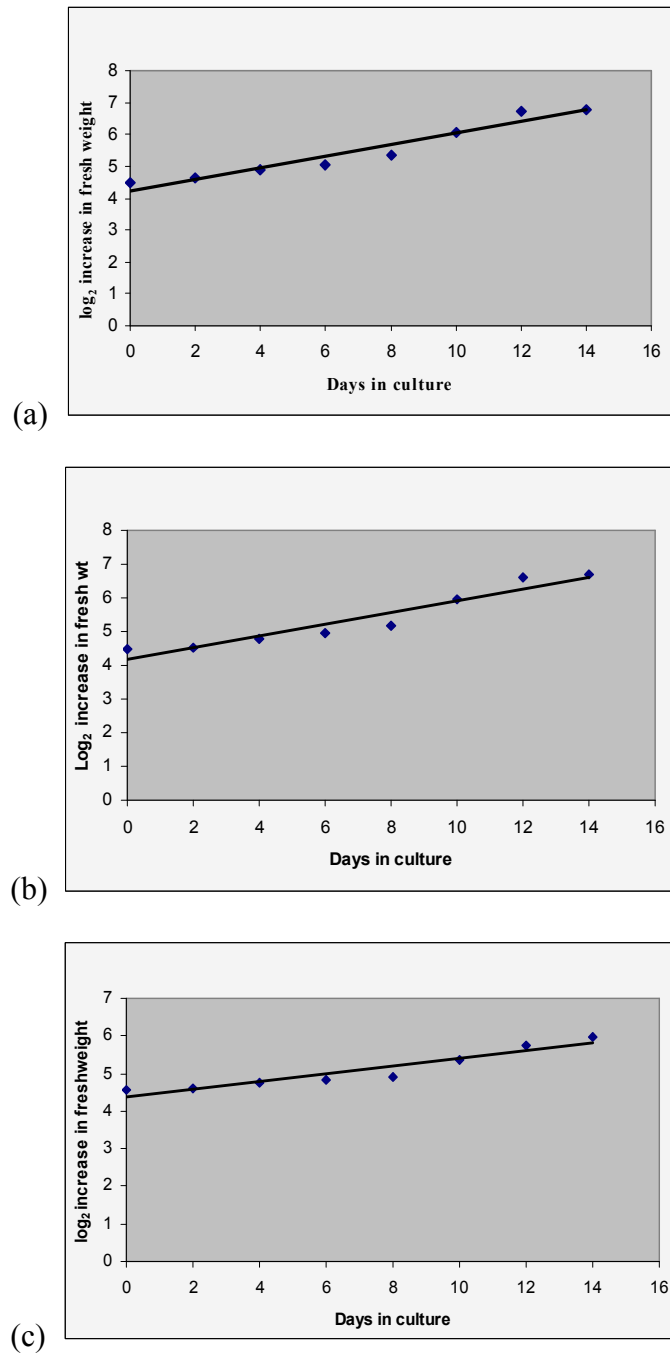 8
7
6
5
4
3
2
1
0
log₂ increase in fresh weight
0 2 4 6 8 10 12 14 16
Days in culture
(a)
8
7
6
5
4
3
2
1
0
Log₂ increase in fresh wt
0 2 4 6 8 10 12 14 16
Days in culture
(b)
7
6
5
4
3
2
1
0
log₂ increase in freshweight
0 2 4 6 8 10 12 14 16
Days in culture
(c)